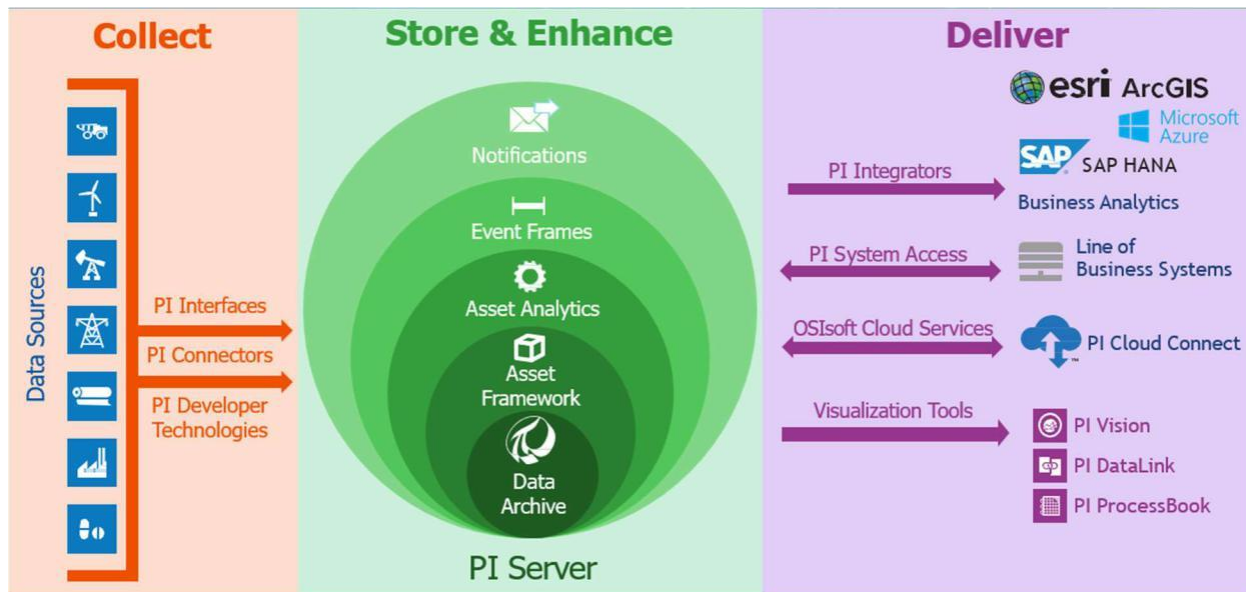 Collect
Data Sources
PI Interfaces
PI Connectors
PI Developer
Technologies
Store & Enhance
Notifications
Event Frames
Asset Analytics
Asset
Framework
Data
Archive
PI Server
Deliver
PI Integrators
esri ArcGIS
Microsoft
Azure
SAP SAP HANA
Business Analytics
PI System Access
Line of
Business Systems
OSIsoft Cloud Services
PI Cloud Connect
TM
Visualization Tools
PI Vision
PI DataLink
PI ProcessBook